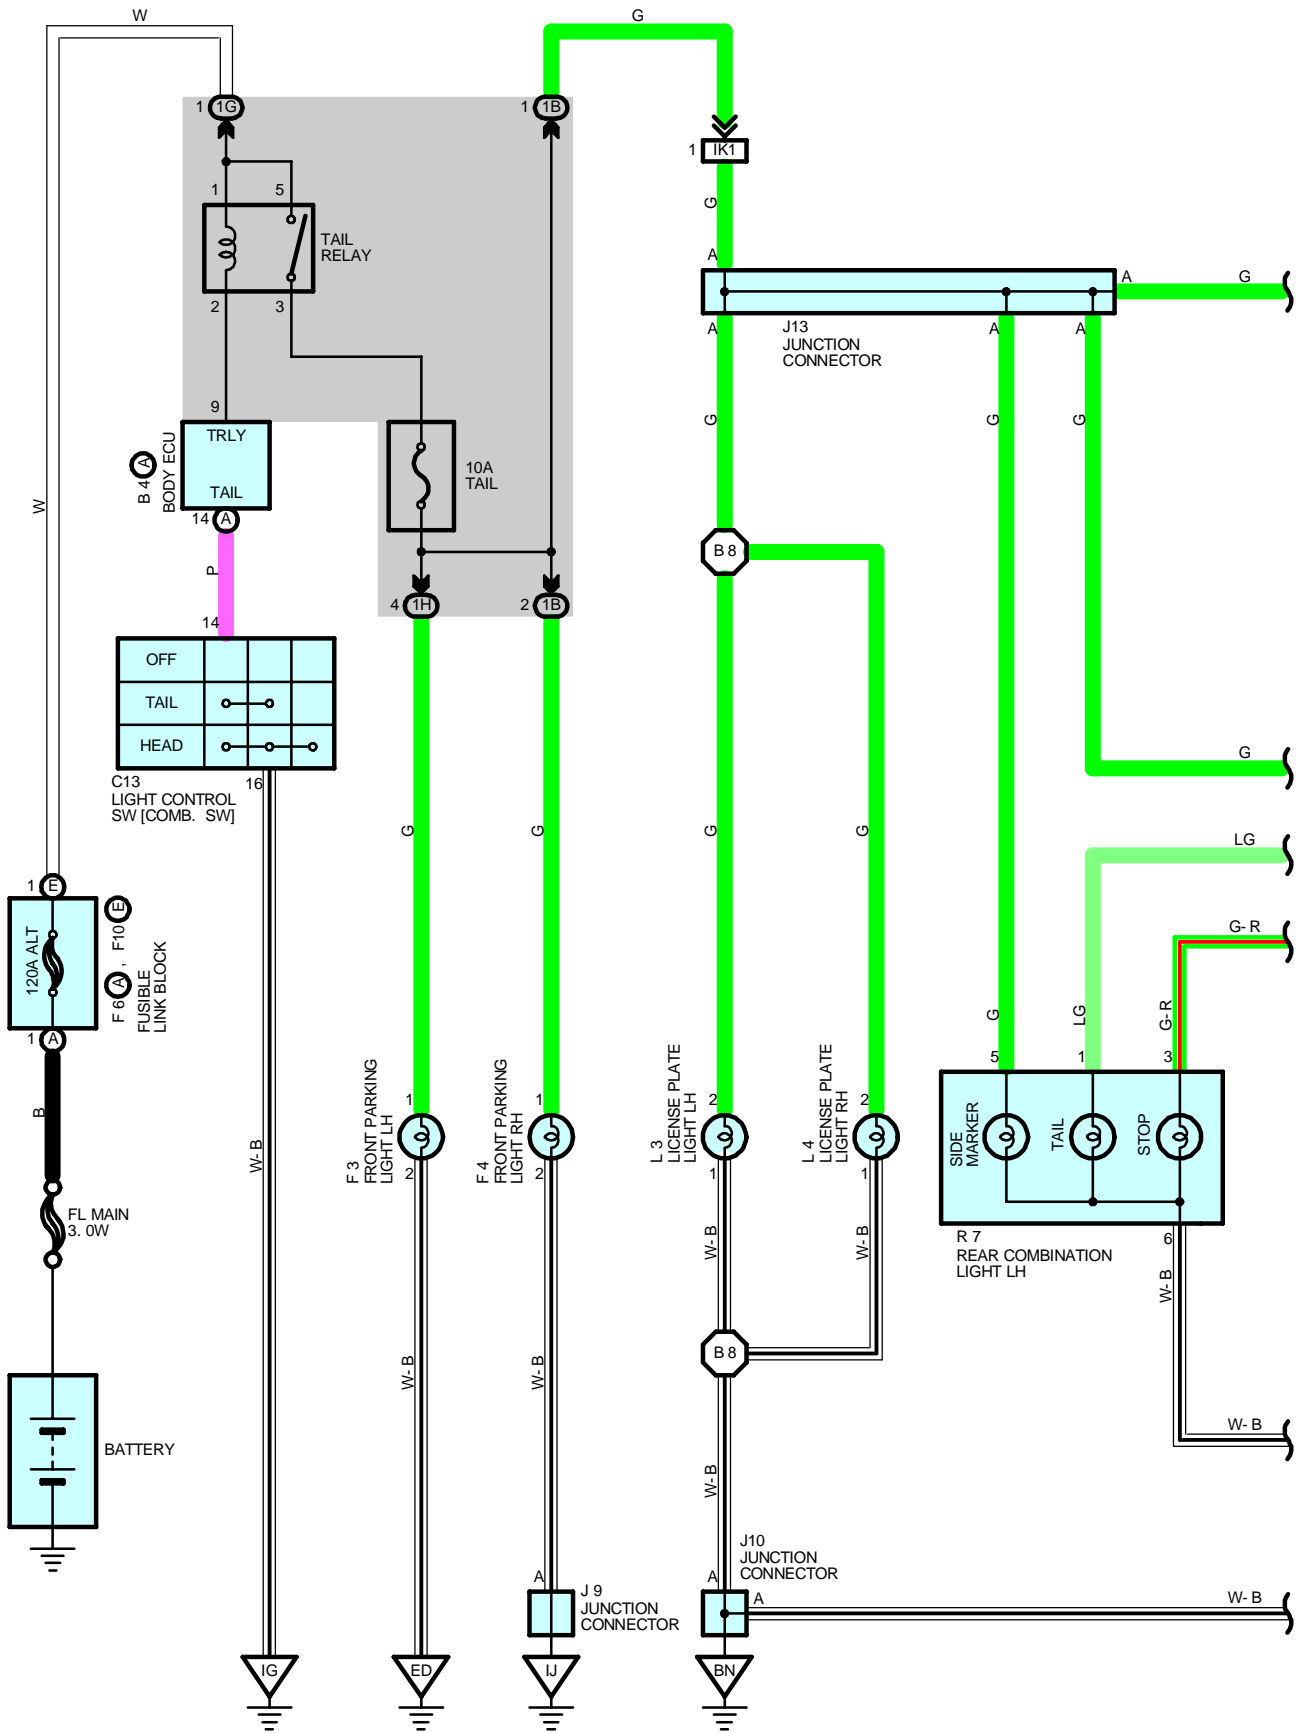 W
G
1 1G
1 1B
1 IK1
G
1 5
TAIL
RELAY
2 3
A
A G
A
A
A
J13
JUNCTION
CONNECTOR
9
TRLY
TAIL
B 4 A
BODY ECU
14 A
G
G
G
10A
TAIL
W
B 8
P
4 1H
2 1B
14
OFF
TAIL
HEAD
C13
LIGHT CONTROL
SW [COMB. SW]
16
G
G
G
G
G
LG
1 E
120A ALT
F 6 A , F10 E
FUSIBLE
LINK BLOCK
1 A
G- R
G
LG
G- R
B
5
1
3
W- B
1
F 3
FRONT PARKING
LIGHT LH
2
1
F 4
FRONT PARKING
LIGHT RH
2
2
L 3
LICENSE PLATE
LIGHT LH
1
2
L 4
LICENSE PLATE
LIGHT RH
1
SIDE
MARKER
TAIL
STOP
FL MAIN
3. 0W
R 7
REAR COMBINATION
LIGHT LH
6
W- B
W- B
W- B
W- B
W- B
B 8
BATTERY
W- B
W- B
J10
JUNCTION
CONNECTOR
A
J 9
JUNCTION
CONNECTOR
A
A
W- B
IG
ED
IJ
BN